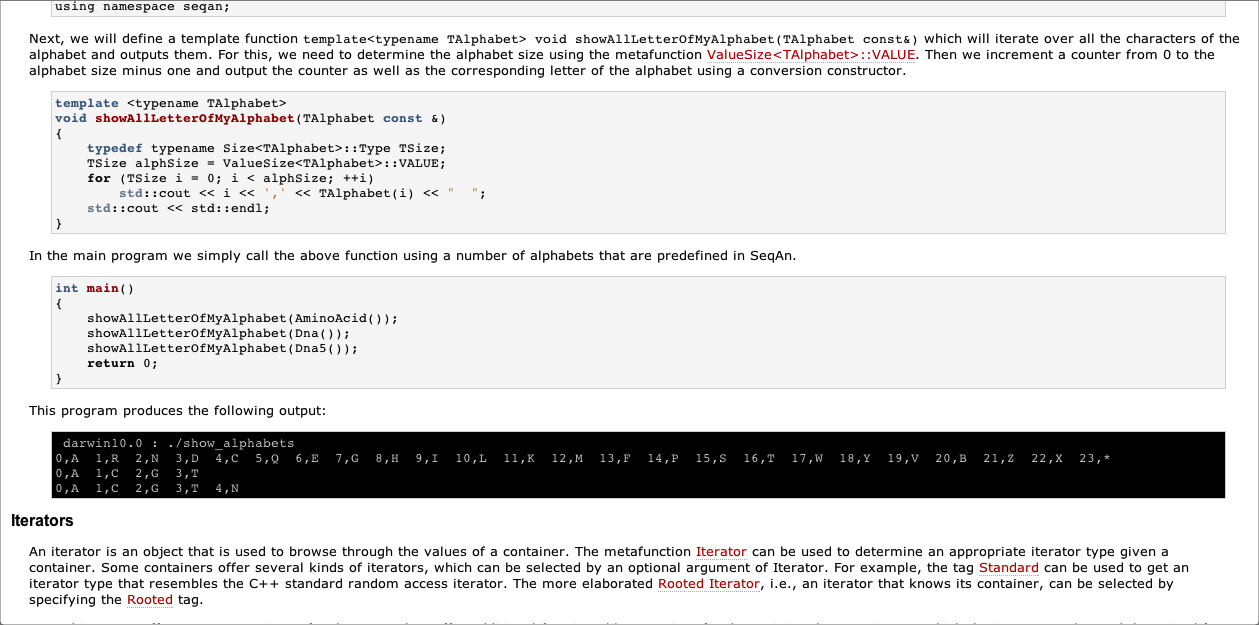 using namespace seqan;
Next, we will define a template function template<typename TAlphabet> void showAllLetterOfMyAlphabet(TAlphabet const&) which will iterate over all the characters of the
alphabet and outputs them. For this, we need to determine the alphabet size using the metafunction ValueSize<TAlphabet>::VALUE. Then we increment a counter from 0 to the
alphabet size minus one and output the counter as well as the corresponding letter of the alphabet using a conversion constructor.
template <typename TAlphabet>
void showAllLetterOfMyAlphabet(TAlphabet const &)
{
    typedef typename Size<TAlphabet>::Type TSize;
    TSize alphSize = ValueSize<TAlphabet>::VALUE;
    for (TSize i = 0; i < alphSize; ++i)
        std::cout << i << ',' << TAlphabet(i) << "  ";
    std::cout << std::endl;
}
In the main program we simply call the above function using a number of alphabets that are predefined in SeqAn.
int main()
{
    showAllLetterOfMyAlphabet(AminoAcid());
    showAllLetterOfMyAlphabet(Dna());
    showAllLetterOfMyAlphabet(Dna5());
    return 0;
}
This program produces the following output:
darwin10.0 : ./show_alphabets
0,A  1,R  2,N  3,D  4,C  5,Q  6,E  7,G  8,H  9,I  10,L  11,K  12,M  13,F  14,P  15,S  16,T  17,W  18,Y  19,V  20,B  21,Z  22,X  23,*
0,A  1,C  2,G  3,T
0,A  1,C  2,G  3,T  4,N
Iterators
An iterator is an object that is used to browse through the values of a container. The metafunction Iterator can be used to determine an appropriate iterator type given a
container. Some containers offer several kinds of iterators, which can be selected by an optional argument of Iterator. For example, the tag Standard can be used to get an
iterator type that resembles the C++ standard random access iterator. The more elaborated Rooted Iterator, i.e., an iterator that knows its container, can be selected by
specifying the Rooted tag.